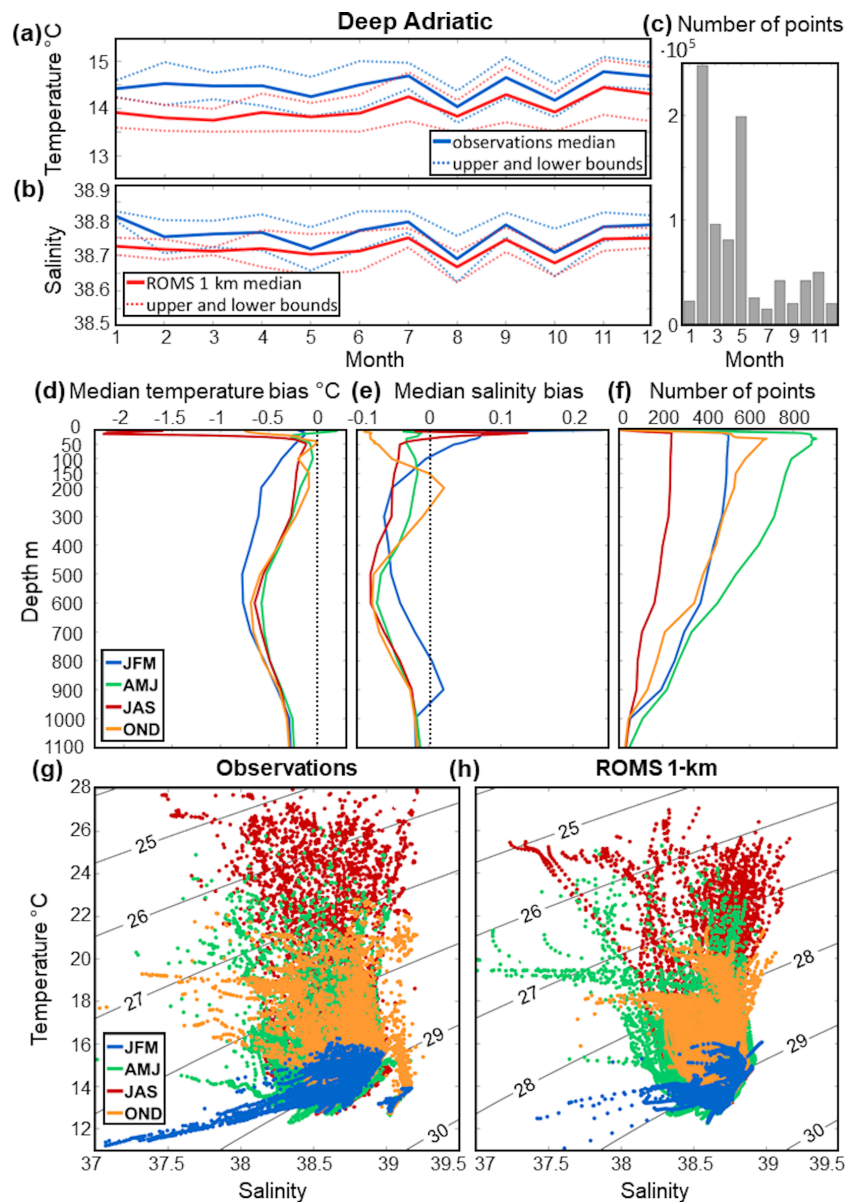 Deep Adriatic
(a)
Temperature °C
15
14
13
observations median
upper and lower bounds
(b)
Salinity
38.9
38.8
38.7
38.6
38.5
ROMS 1 km median
upper and lower bounds
1 2 3 4 5 6 7 8 9 10 11 12
Month
(c) Number of points
·10⁵
2
1
0
1 3 5 7 9 11
Month
(d) Median temperature bias °C
-2 -1 -0.5 0
(e) Median salinity bias
-0.1 0 0.1 0.2
(f) Number of points
0 200 400 600 800
Depth m
0
50
100
150
200
300
400
500
600
700
800
900
1000
1100
JFM
AMJ
JAS
OND
(g) Observations
Temperature °C
28
26
24
22
20
18
16
14
12
25
26
27
28
29
30
JFM
AMJ
JAS
OND
37 37.5 38 38.5 39 39.5
Salinity
(h) ROMS 1-km
25
26
27
28
28
29
30
37 37.5 38 38.5 39 39.5
Salinity